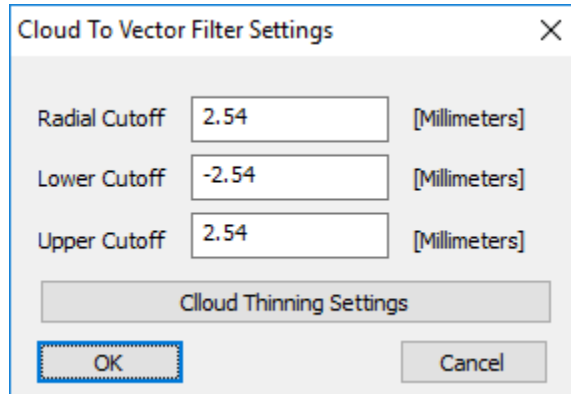 Cloud To Vector Filter Settings
Radial Cutoff 2.54 [Millimeters]
Lower Cutoff -2.54 [Millimeters]
Upper Cutoff 2.54 [Millimeters]
Clloud Thinning Settings
OK Cancel